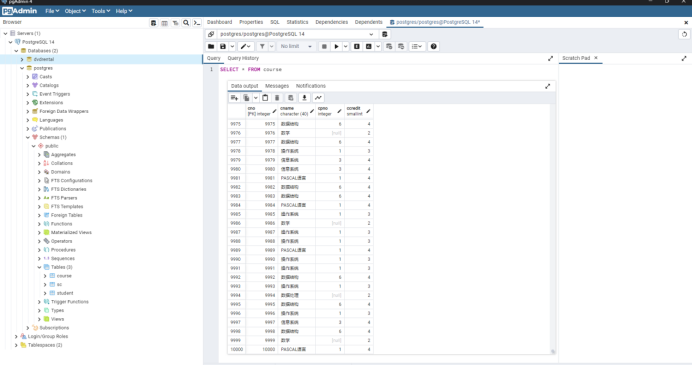 pgAdmin 4
pgAdmin File Object Tools Help
Browser
Dashboard Properties SQL Statistics Dependencies Dependents postgres/postgres@PostgreSQL 14*
Servers (1)
PostgreSQL 14
Databases (2)
dvdrental
postgres
Casts
Catalogs
Event Triggers
Extensions
Foreign Data Wrappers
Languages
Publications
Schemas (1)
public
Aggregates
Collations
Domains
FTS Configurations
FTS Dictionaries
FTS Parsers
FTS Templates
Foreign Tables
Functions
Materialized Views
Operators
Procedures
Sequences
Tables (3)
course
sc
student
Trigger Functions
Types
Views
Subscriptions
Login/Group Roles
Tablespaces (2)
postgres/postgres@PostgreSQL 14
No limit
Query Query History
Scratch Pad
1 SELECT * FROM course
Data output Messages Notifications
cno cname cpno ccredit
[PK] integer character (40) integer smallint
9975 9975 数据结构 6 4
9976 9976 数学 [null] 2
9977 9977 数据结构 6 4
9978 9978 操作系统 1 3
9979 9979 信息系统 3 4
9980 9980 信息系统 3 4
9981 9981 PASCAL语言 1 4
9982 9982 数据结构 6 4
9983 9983 数据结构 6 4
9984 9984 PASCAL语言 1 4
9985 9985 操作系统 1 3
9986 9986 数学 [null] 2
9987 9987 操作系统 1 3
9988 9988 操作系统 1 3
9989 9989 PASCAL语言 1 4
9990 9990 操作系统 1 3
9991 9991 操作系统 1 3
9992 9992 数据结构 6 4
9993 9993 操作系统 1 3
9994 9994 数据处理 [null] 2
9995 9995 数据结构 6 4
9996 9996 操作系统 1 3
9997 9997 信息系统 3 4
9998 9998 数据结构 6 4
9999 9999 数学 [null] 2
10000 10000 PASCAL语言 1 4